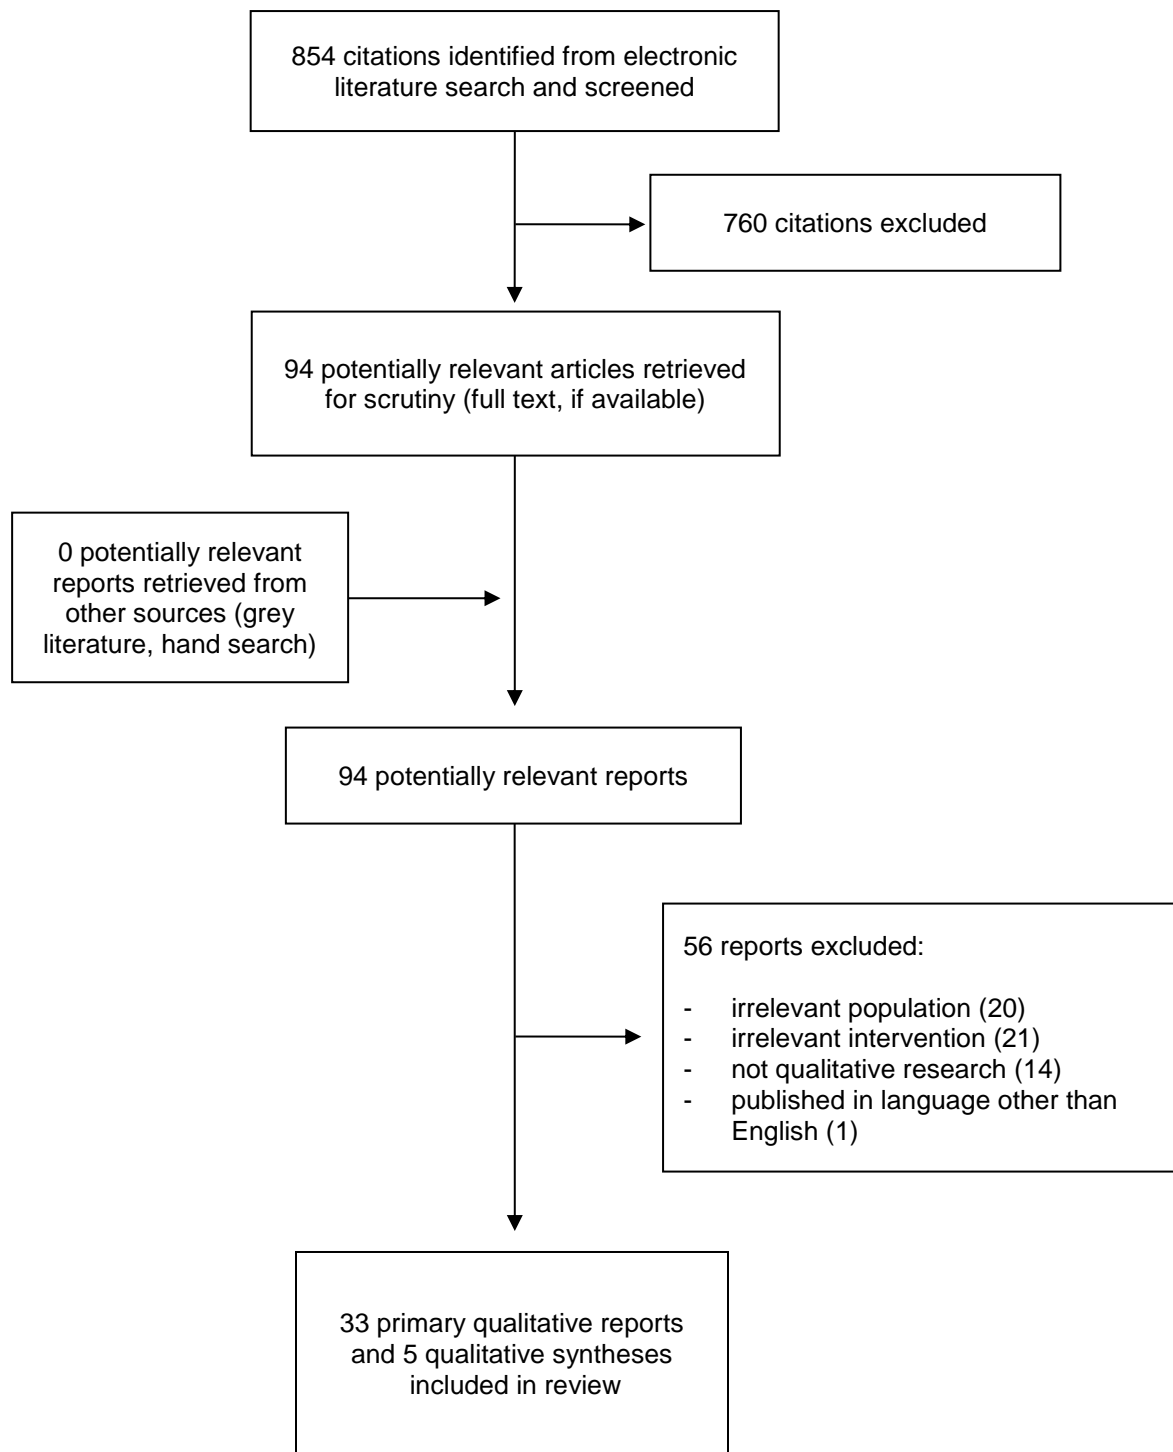 854 citations identified from electronic
literature search and screened
760 citations excluded
94 potentially relevant articles retrieved
for scrutiny (full text, if available)
0 potentially relevant
reports retrieved from
other sources (grey
literature, hand search)
94 potentially relevant reports
56 reports excluded:
- irrelevant population (20)
- irrelevant intervention (21)
- not qualitative research (14)
- published in language other than
English (1)
33 primary qualitative reports
and 5 qualitative syntheses
included in review